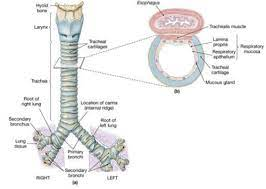 Hyoid
bone
Larynx
Tracheal
cartilages
Trachea
Root of
right lung
Location of carina
(internal ridge)
Root of
left lung
Secondary
bronchus
Lung
tissue
Primary
bronchi
Secondary
bronchi
RIGHT
LEFT
(a)
Esophagus
Trachealis muscle
Lamina
propria
Respiratory
epithelium
Respiratory
mucosa
Tracheal
cartilage
Mucous gland
(b)